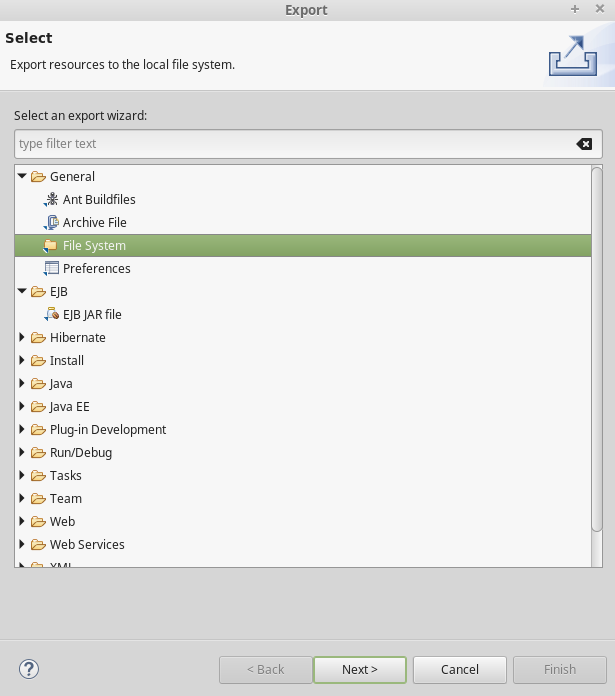 Export
Select
Export resources to the local file system.
Select an export wizard:
type filter text
General
Ant Buildfiles
Archive File
File System
Preferences
EJB
EJB JAR file
Hibernate
Install
Java
Java EE
Plug-in Development
Run/Debug
Tasks
Team
Web
Web Services
XML
?
< Back
Next >
Cancel
Finish